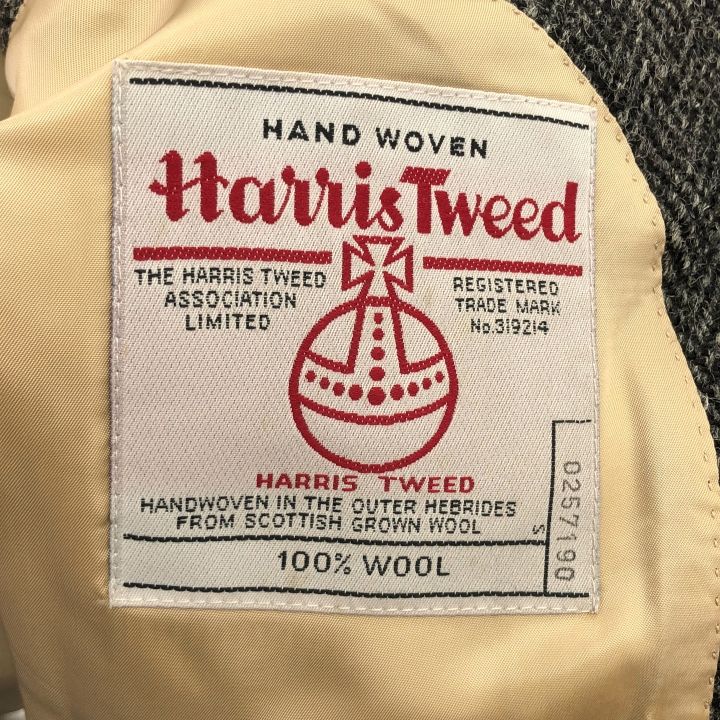 HAND WOVEN
Harris Tweed
THE HARRIS TWEED
ASSOCIATION
LIMITED
REGISTERED
TRADE MARK
No.319214
HARRIS TWEED
HANDWOVEN IN THE OUTER HEBRIDES
FROM SCOTTISH GROWN WOOL
100% WOOL
S
0257190